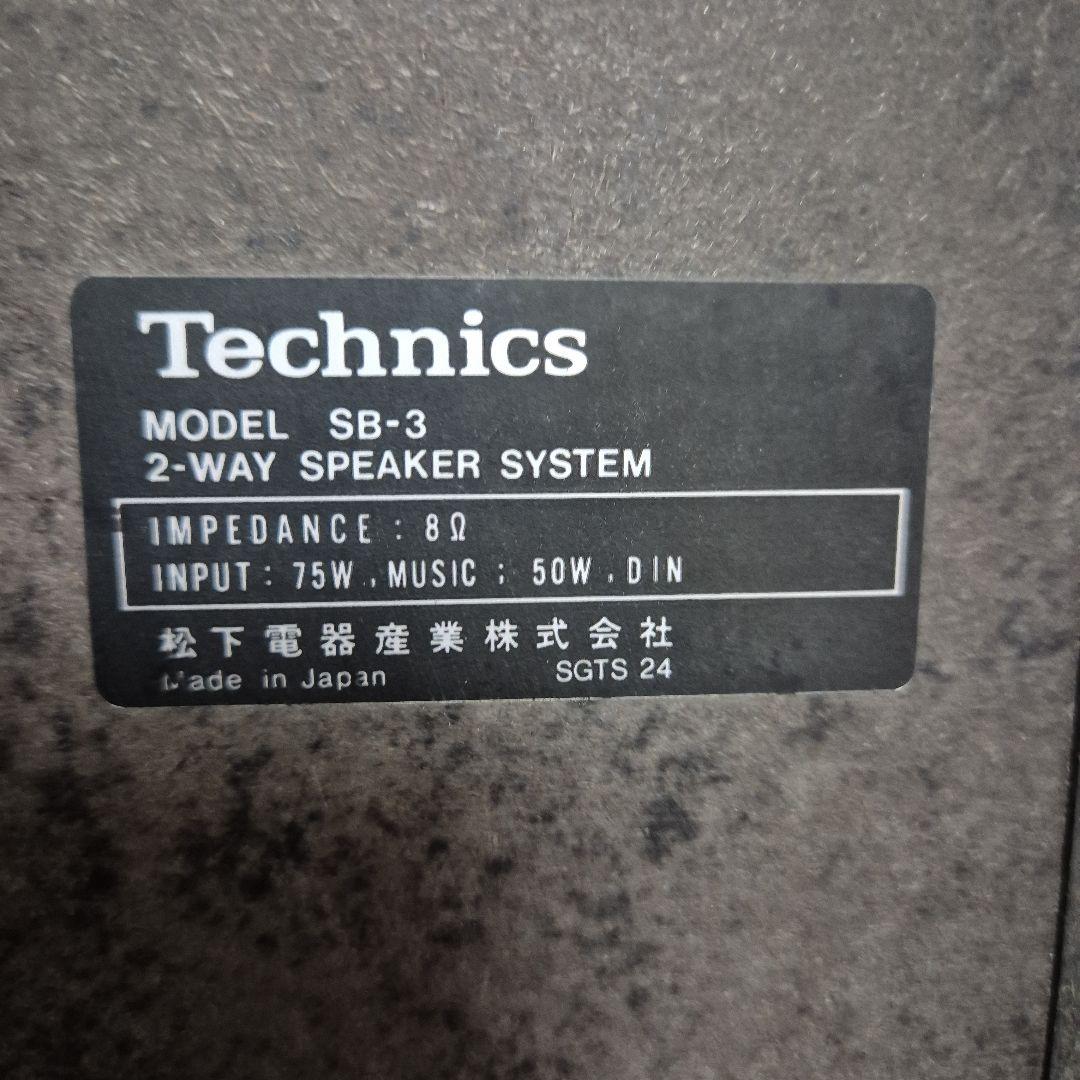 Technics
MODEL SB-3
2-WAY SPEAKER SYSTEM
IMPEDANCE : 8Ω
INPUT : 75W , MUSIC ; 50W , DIN
松下電器産業株式会社
Made in Japan SGTS 24